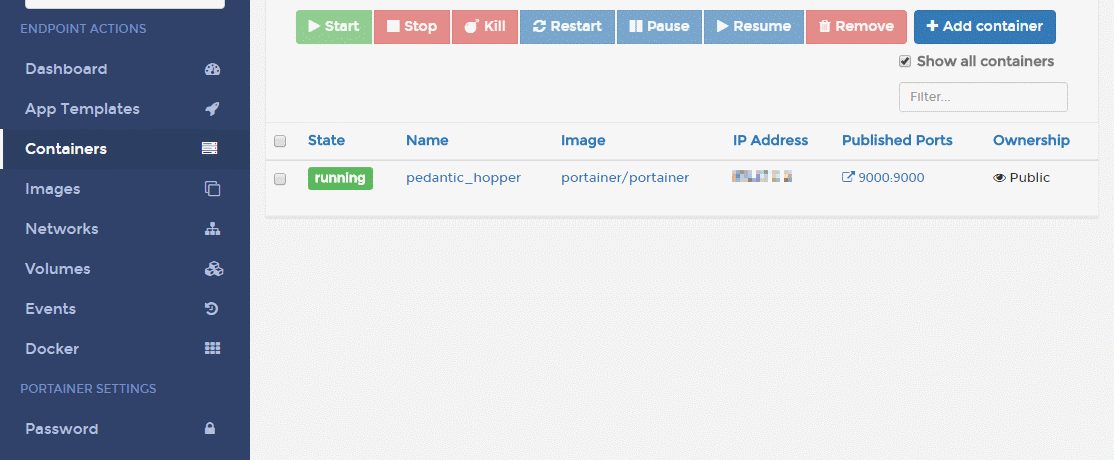 ENDPOINT ACTIONS
Dashboard
App Templates
Containers
Images
Networks
Volumes
Events
Docker
PORTAINER SETTINGS
Password
Start Stop Kill Restart Pause Resume Remove Add container
Show all containers
Filter...
State Name Image IP Address Published Ports Ownership
running pedantic_hopper portainer/portainer 9000:9000 Public